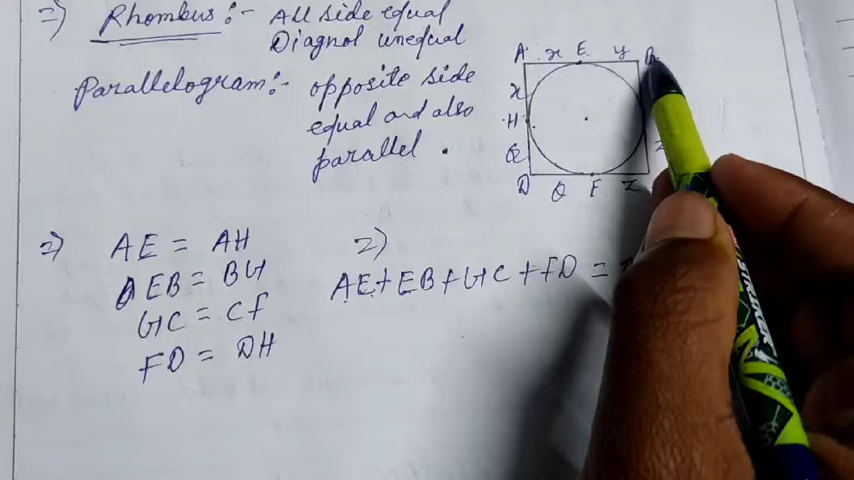 =) Rhombus :- All side equal
Diagnol unequal
Parallelogram :- opposite side
equal and also
parallel .
A x E y B
x
H
Q z
D Q F z
=) AE = AH
EB = BG
GC = CF
FD = DH
=)
AE + EB + GC + FD =
STRIKER